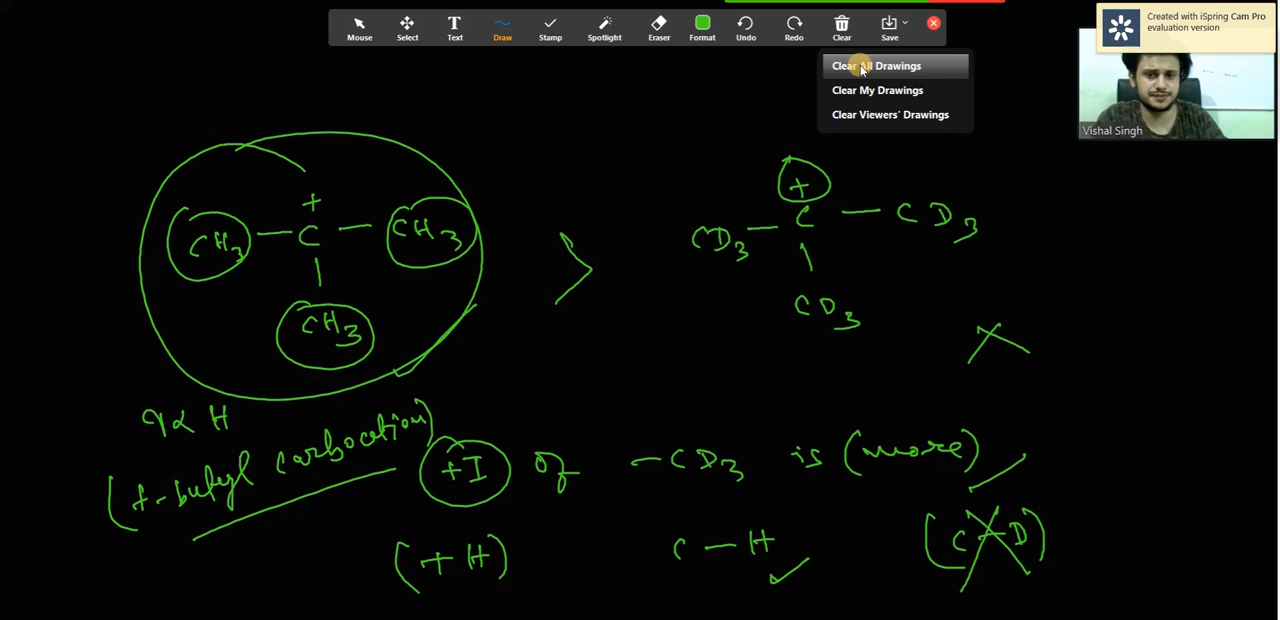 Created with iSpring Cam Pro
evaluation version
Mouse Select Text Draw Stamp Spotlight Eraser Format Undo Redo Clear Save
Clear All Drawings
Clear My Drawings
Clear Viewers' Drawings
Vishal Singh
+
CH3 — C — CH3
|
CH3
>
+
CD3 — C — CD3
|
CD3
9α H
(t-butyl carbocation)
+I Of —CD3 is (more)
(+H) C—H ✓ (C—D)